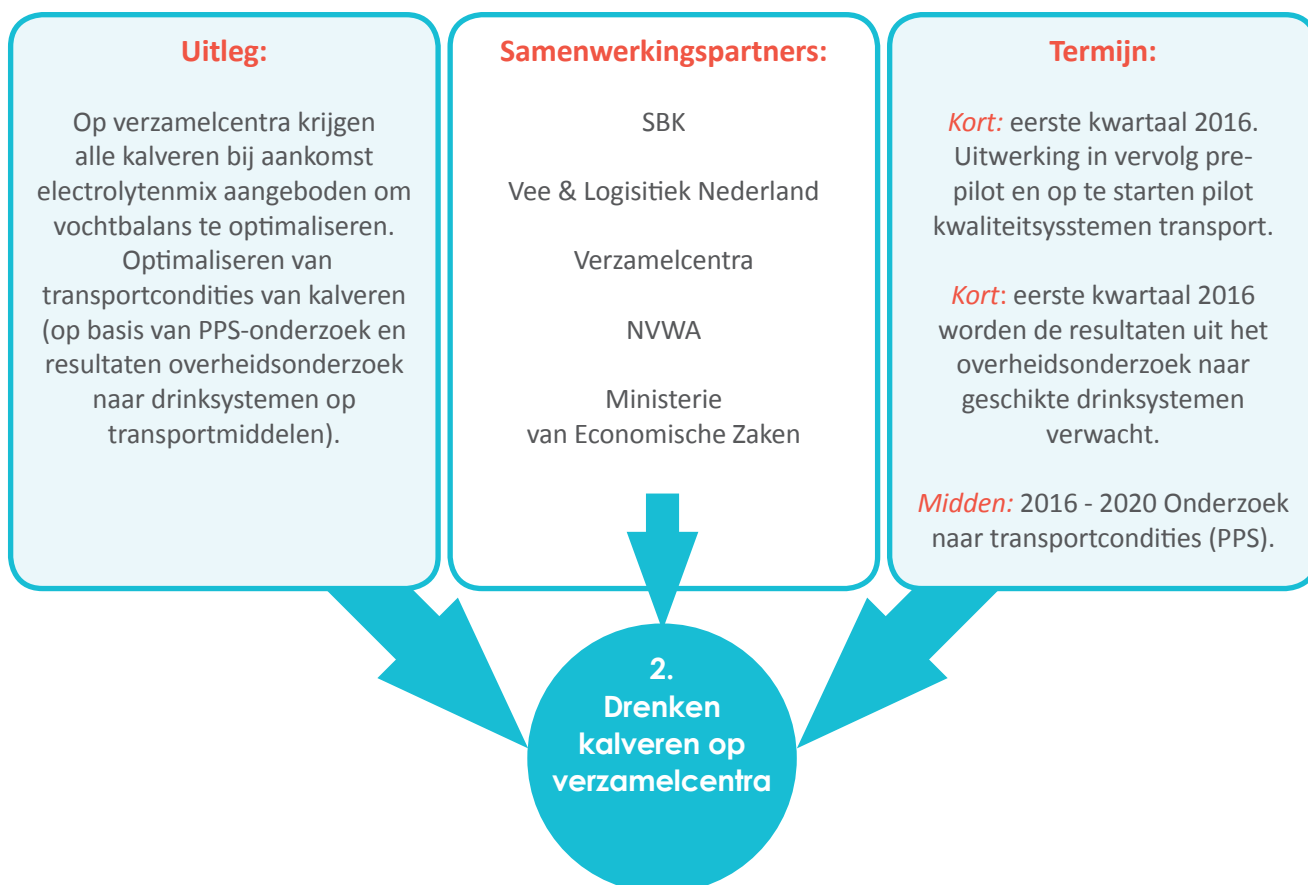 Uitleg:
Op verzamelcentra krijgen
alle kalveren bij aankomst
electrolytenmix aangeboden om
vochtbalans te optimaliseren.
Optimaliseren van
transportcondities van kalveren
(op basis van PPS-onderzoek en
resultaten overheidsonderzoek
naar drinksystemen op
transportmiddelen).
Samenwerkingspartners:
SBK
Vee & Logisitiek Nederland
Verzamelcentra
NVWA
Ministerie
van Economische Zaken
Termijn:
Kort: eerste kwartaal 2016.
Uitwerking in vervolg pre-
pilot en op te starten pilot
kwaliteitsysstemen transport.
Kort: eerste kwartaal 2016
worden de resultaten uit het
overheidsonderzoek naar
geschikte drinksystemen
verwacht.
Midden: 2016 - 2020 Onderzoek
naar transportcondities (PPS).
2.
Drenken
kalveren op
verzamelcentra